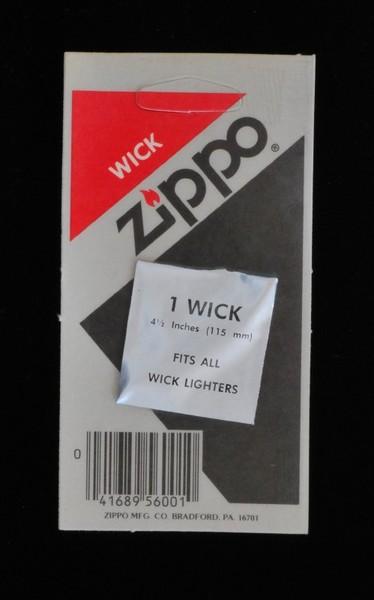 WICK
zippo®
1 WICK
4½ Inches (115 mm)
FITS ALL
WICK LIGHTERS
0
41689 56001
ZIPPO MFG. CO. BRADFORD, PA. 16701